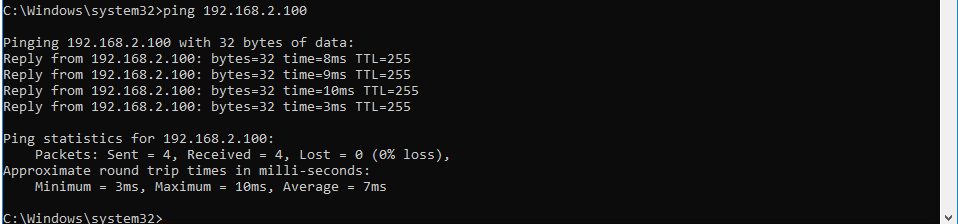 C:\Windows\system32>ping 192.168.2.100
Pinging 192.168.2.100 with 32 bytes of data:
Reply from 192.168.2.100: bytes=32 time=8ms TTL=255
Reply from 192.168.2.100: bytes=32 time=9ms TTL=255
Reply from 192.168.2.100: bytes=32 time=10ms TTL=255
Reply from 192.168.2.100: bytes=32 time=3ms TTL=255
Ping statistics for 192.168.2.100:
    Packets: Sent = 4, Received = 4, Lost = 0 (0% loss),
Approximate round trip times in milli-seconds:
    Minimum = 3ms, Maximum = 10ms, Average = 7ms
C:\Windows\system32>